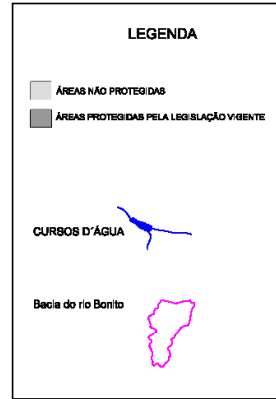 LEGENDA
ÁREAS NÃO PROTEGIDAS
ÁREAS PROTEGIDAS PELA LEGISLAÇÃO VIGENTE
CURSOS D´ÁGUA
Bacia do rio Bonito